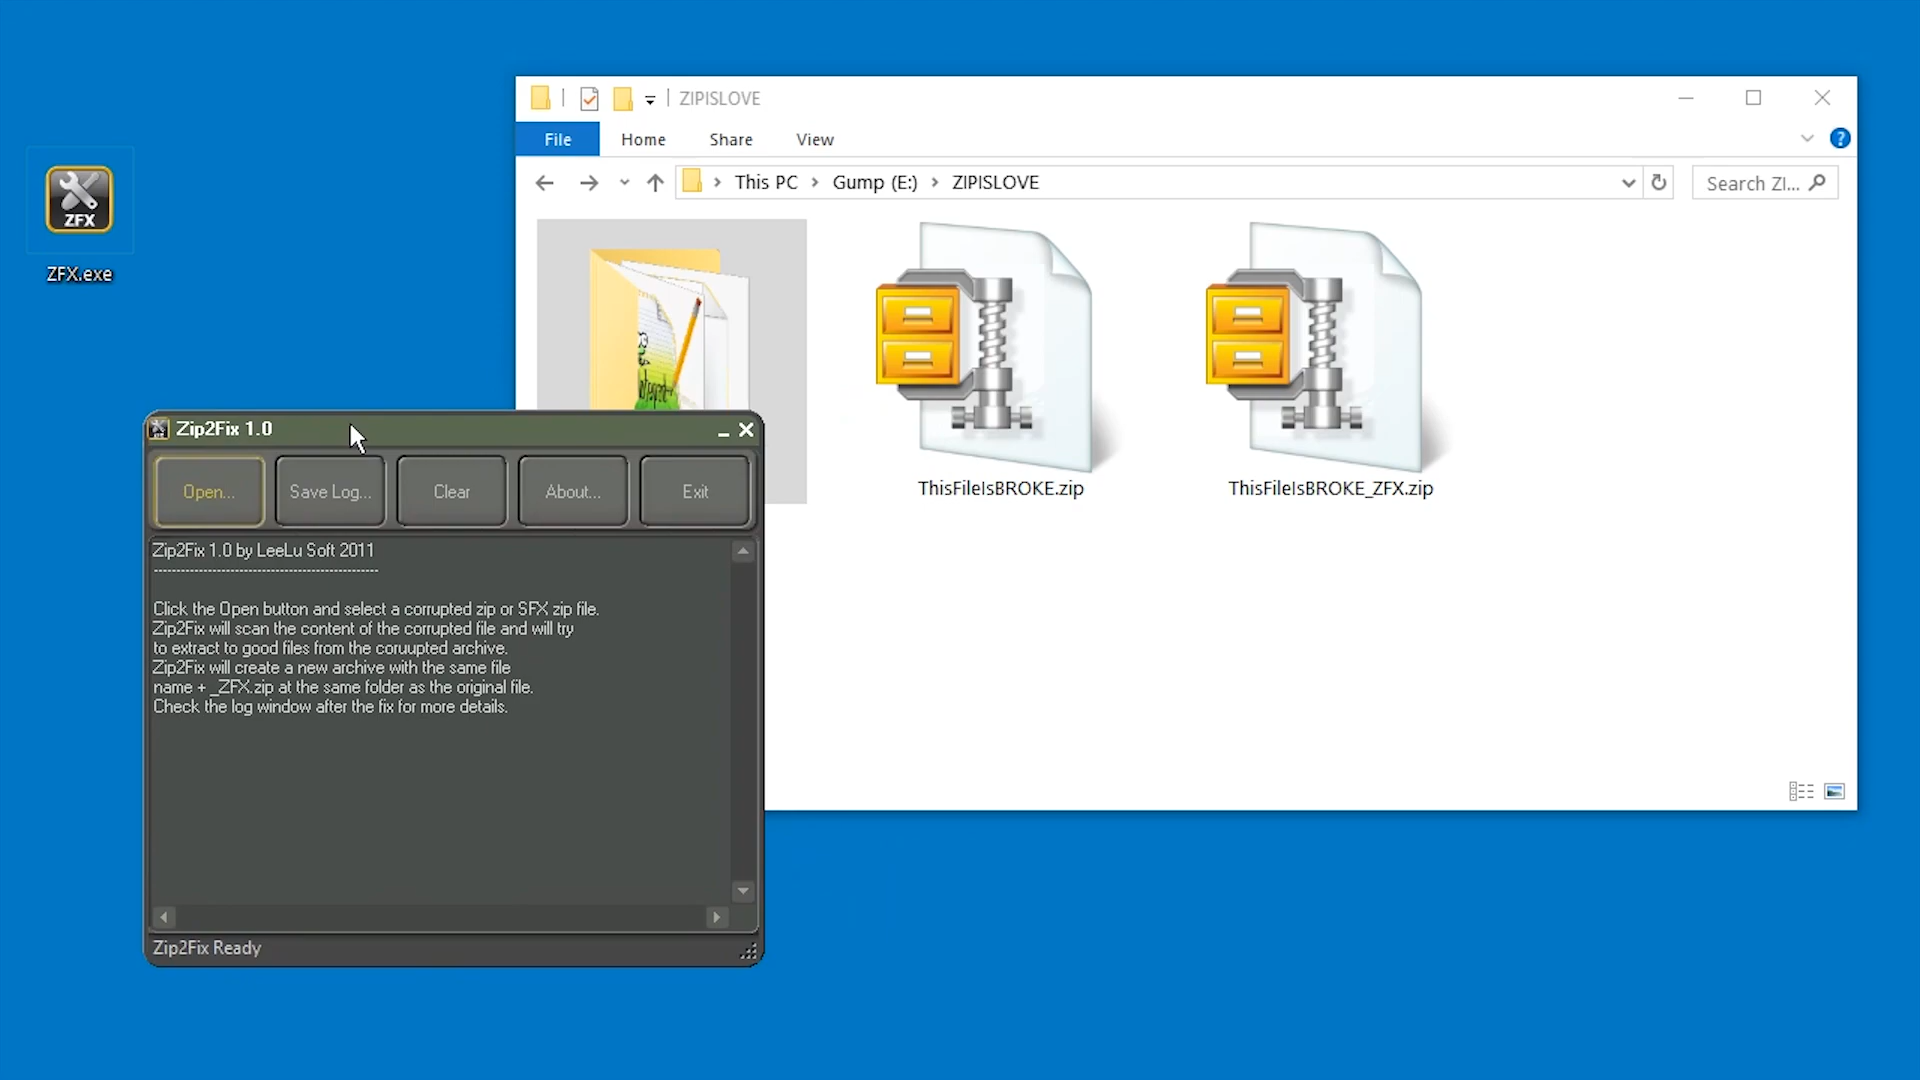 ZFX
ZFX.exe
ZIPISLOVE
File
Home
Share
View
This PC
Gump (E:)
ZIPISLOVE
Search ZI...
ThisFileIsBROKE.zip
ThisFileIsBROKE_ZFX.zip
Zip2Fix 1.0
Open...
Save Log...
Clear
About...
Exit
Zip2Fix 1.0 by LeeLu Soft 2011
--------------------------------------------------
Click the Open button and select a corrupted zip or SFX zip file.
Zip2Fix will scan the content of the corrupted file and will try
to extract to good files from the coruupted archive.
Zip2Fix will create a new archive with the same file
name + _ZFX.zip at the same folder as the original file.
Check the log window after the fix for more details.
Zip2Fix Ready